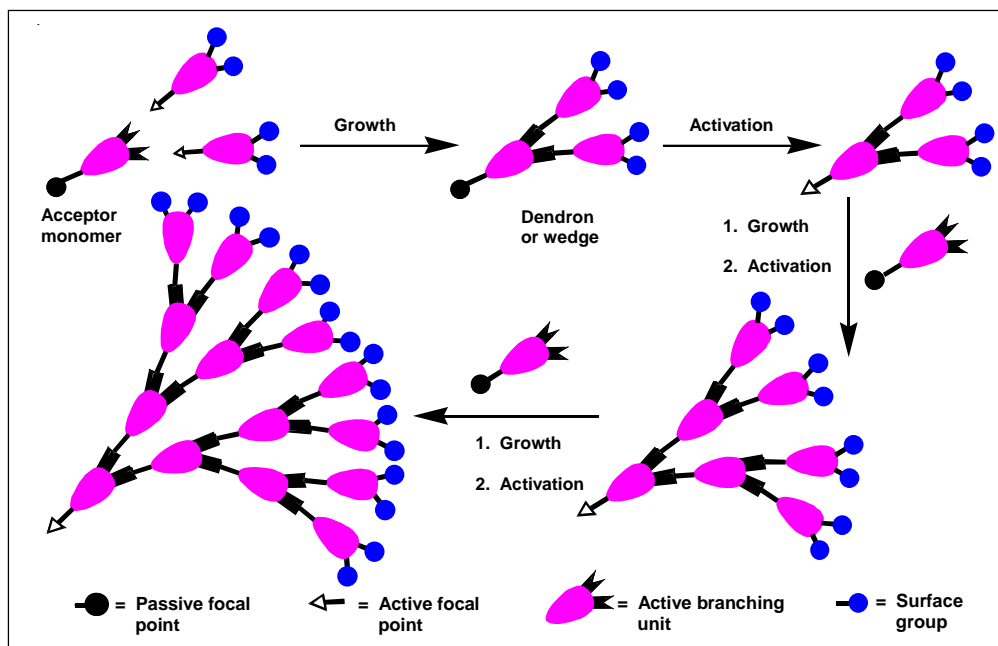 Growth
Activation
Acceptor
monomer
Dendron
or wedge
1. Growth
2. Activation
1. Growth
2. Activation
= Passive focal
point
= Active focal
point
= Active branching
unit
= Surface
group